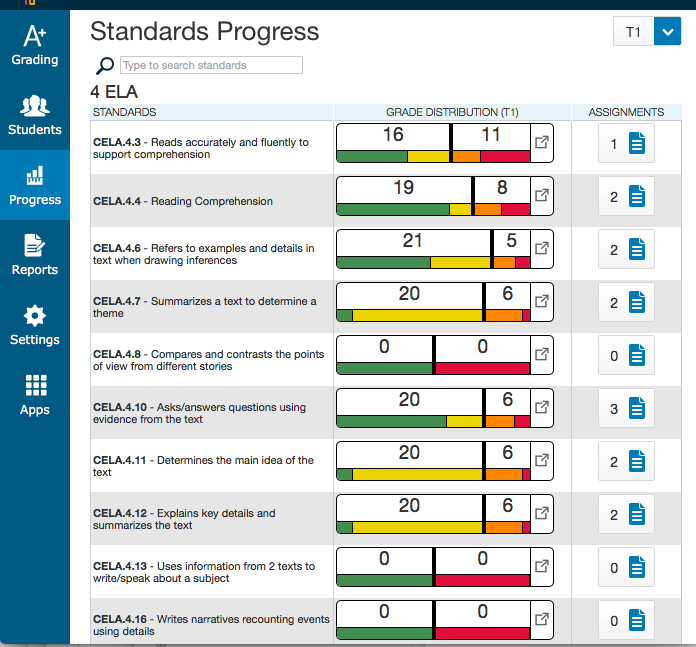 Standards Progress
T1
Type to search standards
4 ELA
STANDARDS GRADE DISTRIBUTION (T1) ASSIGNMENTS
CELA.4.3 - Reads accurately and fluently to
support comprehension
16 11 1
CELA.4.4 - Reading Comprehension
19 8 2
CELA.4.6 - Refers to examples and details in
text when drawing inferences
21 5 2
CELA.4.7 - Summarizes a text to determine a
theme
20 6 2
CELA.4.8 - Compares and contrasts the points
of view from different stories
0 0 0
CELA.4.10 - Asks/answers questions using
evidence from the text
20 6 3
CELA.4.11 - Determines the main idea of the
text
20 6 2
CELA.4.12 - Explains key details and
summarizes the text
20 6 2
CELA.4.13 - Uses information from 2 texts to
write/speak about a subject
0 0 0
CELA.4.16 - Writes narratives recounting events
using details
0 0 0
A+
Grading
Students
Progress
Reports
Settings
Apps